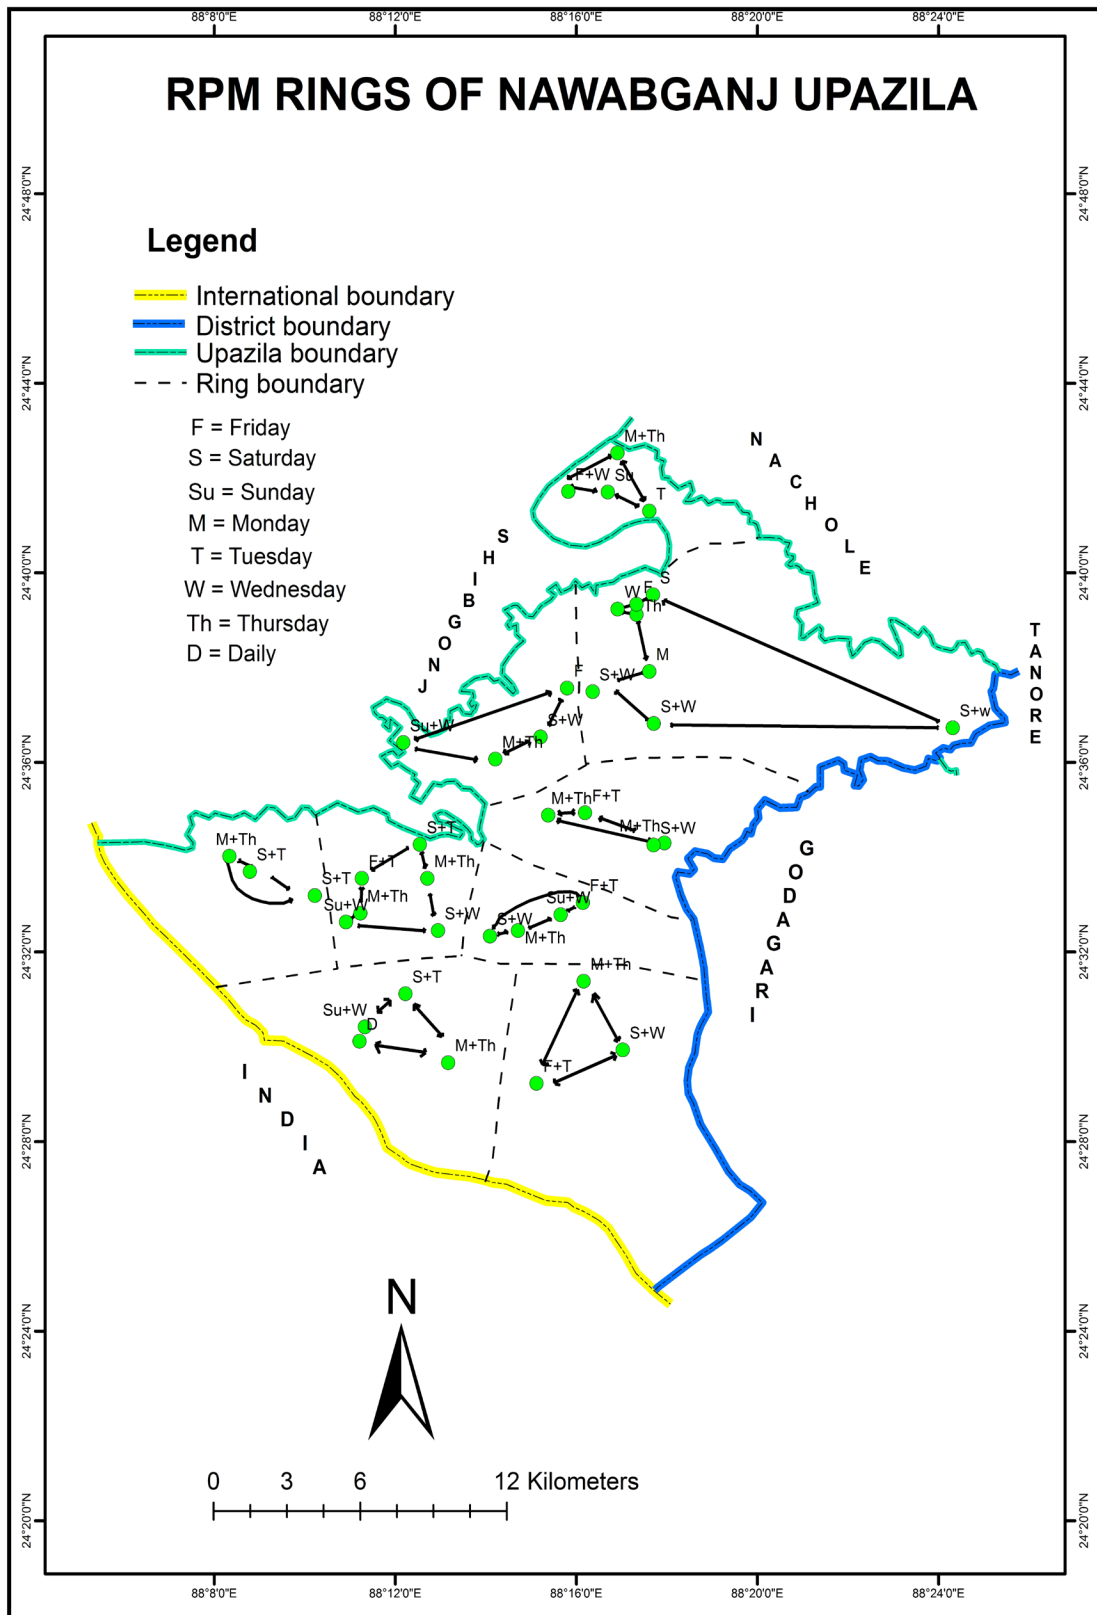 88°8'0"E 88°12'0"E 88°16'0"E 88°20'0"E 88°24'0"E
RPM RINGS OF NAWABGANJ UPAZILA
24°48'0"N 24°48'0"N
Legend
International boundary
District boundary
Upazila boundary
Ring boundary
24°44'0"N 24°44'0"N
F = Friday
S = Saturday
Su = Sunday
M = Monday
T = Tuesday
W = Wednesday
Th = Thursday
D = Daily
NACHOLE
M+Th
F+W Su
T
SHIBGONJ
24°40'0"N 24°40'0"N
S
F
W
Th
TANORE
M
F
S+W
S+W
S+w
Su+W
S+W
M+Th
24°36'0"N 24°36'0"N
M+Th
F+T
M+Th
S+W
GODAGARI
S+T
M+Th
S+T
F+T
M+Th
S+T
M+Th
Su+W
S+W
F+T
Su+W
S+W
M+Th
24°32'0"N 24°32'0"N
M+Th
S+T
Su+W
D
M+Th
S+W
F+T
INDIA
24°28'0"N 24°28'0"N
N
24°24'0"N 24°24'0"N
0 3 6 12 Kilometers
24°20'0"N 24°20'0"N
88°8'0"E 88°12'0"E 88°16'0"E 88°20'0"E 88°24'0"E